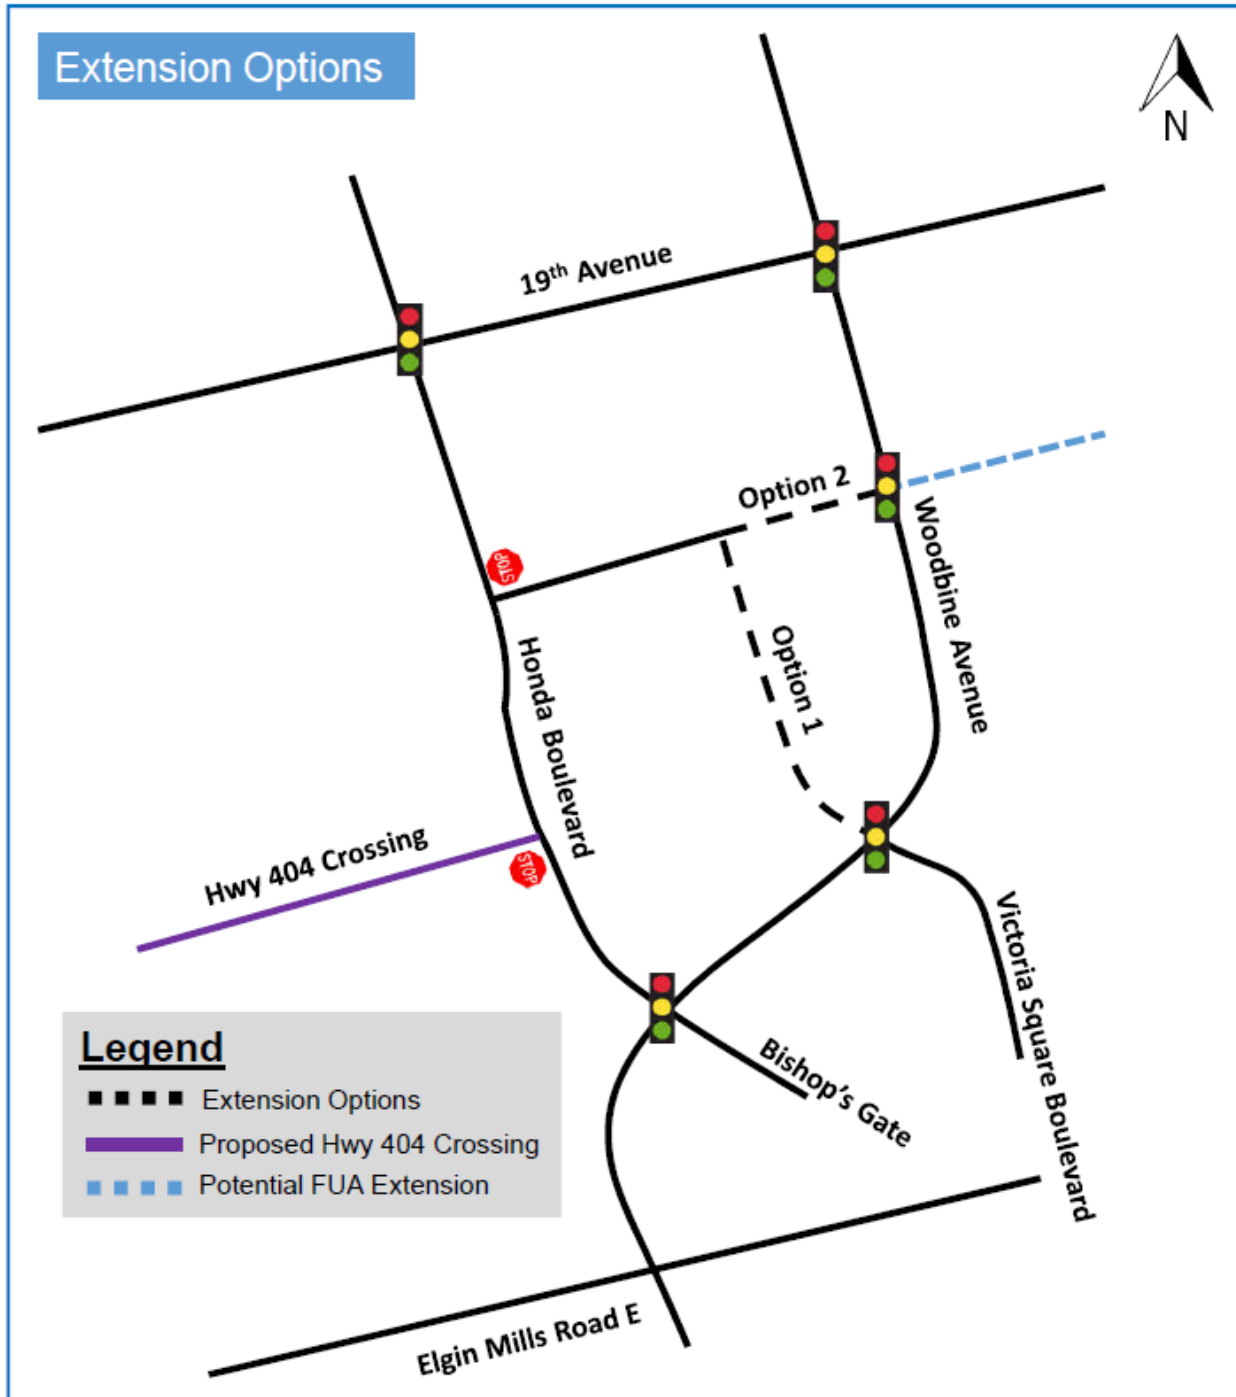 Extension Options
N
19th Avenue
Option 2
STOP
Woodbine Avenue
Option 1
Honda Boulevard
Hwy 404 Crossing
STOP
Victoria Square Boulevard
Bishop's Gate
Legend
Extension Options
Proposed Hwy 404 Crossing
Potential FUA Extension
Elgin Mills Road E